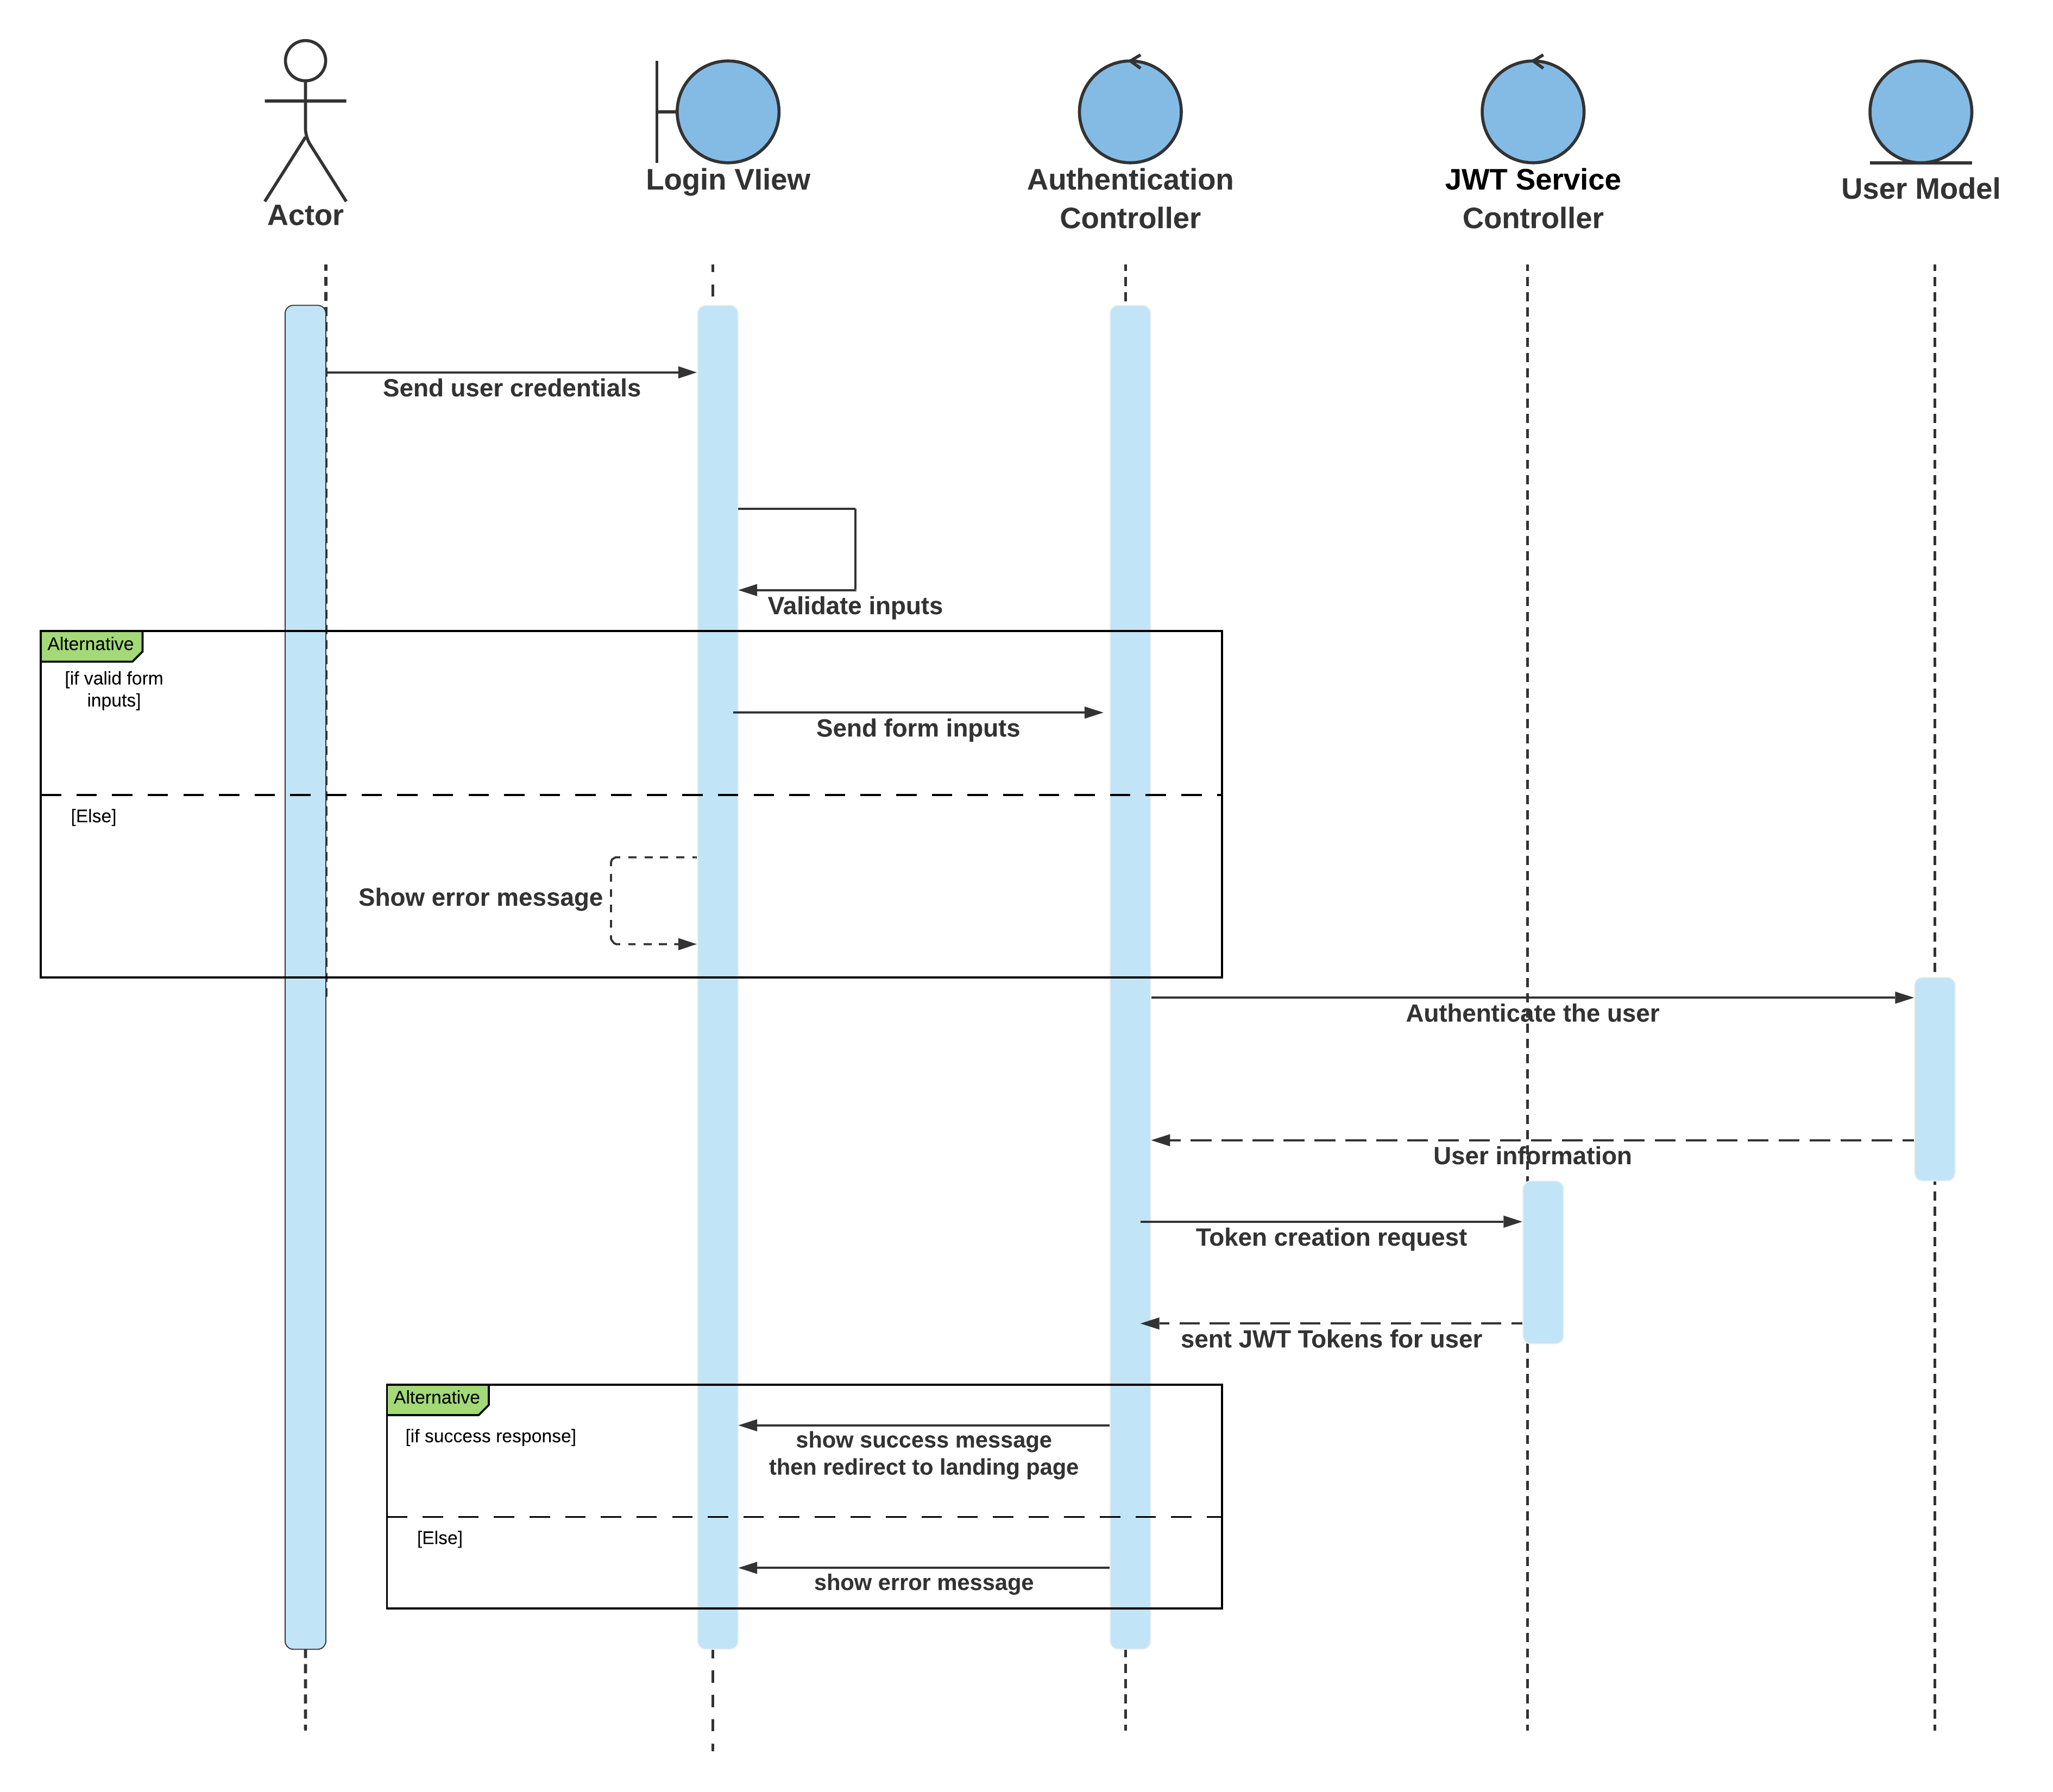 Actor
Login VIiew
Authentication
Controller
JWT Service
Controller
User Model
Send user credentials
Validate inputs
Alternative
[if valid form
inputs]
Send form inputs
[Else]
Show error message
Authenticate the user
User information
Token creation request
sent JWT Tokens for user
Alternative
[if success response]
show success message
then redirect to landing page
[Else]
show error message